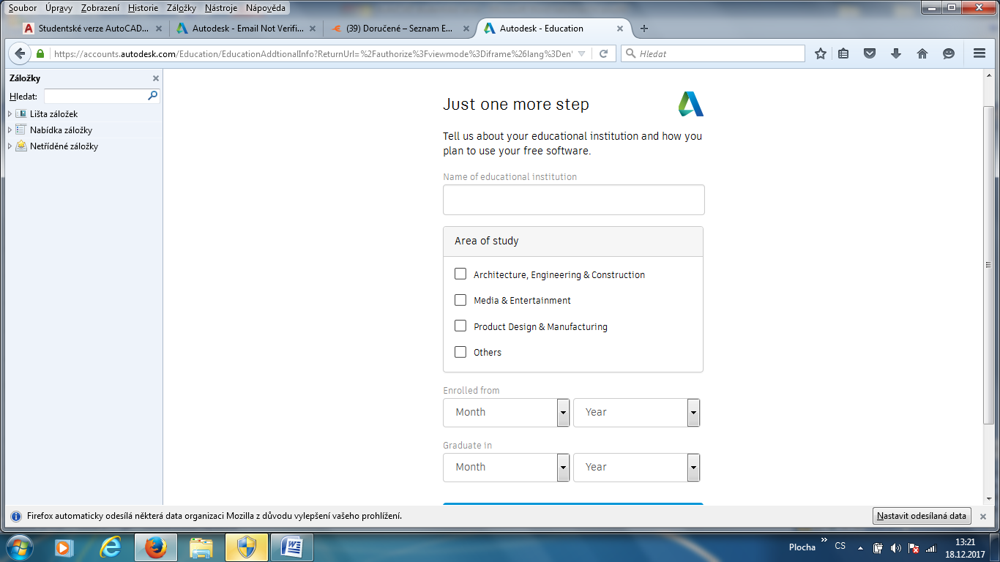 Soubor Úpravy Zobrazení Historie Záložky Nástroje Nápověda
Studentské verze AutoCAD... Autodesk - Email Not Verifi... (39) Doručené – Seznam E... Autodesk - Education
https://accounts.autodesk.com/Education/EducationAddtionalInfo?ReturnUrl=%2Fauthorize%3Fviewmode%3Diframe%26lang%3Den' Hledat
Záložky
Hledat:
Lišta záložek
Nabídka záložky
Netříděné záložky
Just one more step
Tell us about your educational institution and how you
plan to use your free software.
Name of educational institution
Area of study
Architecture, Engineering & Construction
Media & Entertainment
Product Design & Manufacturing
Others
Enrolled from
Month Year
Graduate in
Month Year
Firefox automaticky odesílá některá data organizaci Mozilla z důvodu vylepšení vašeho prohlížení. Nastavit odesílaná data
Plocha » CS 13:21
18.12.2017